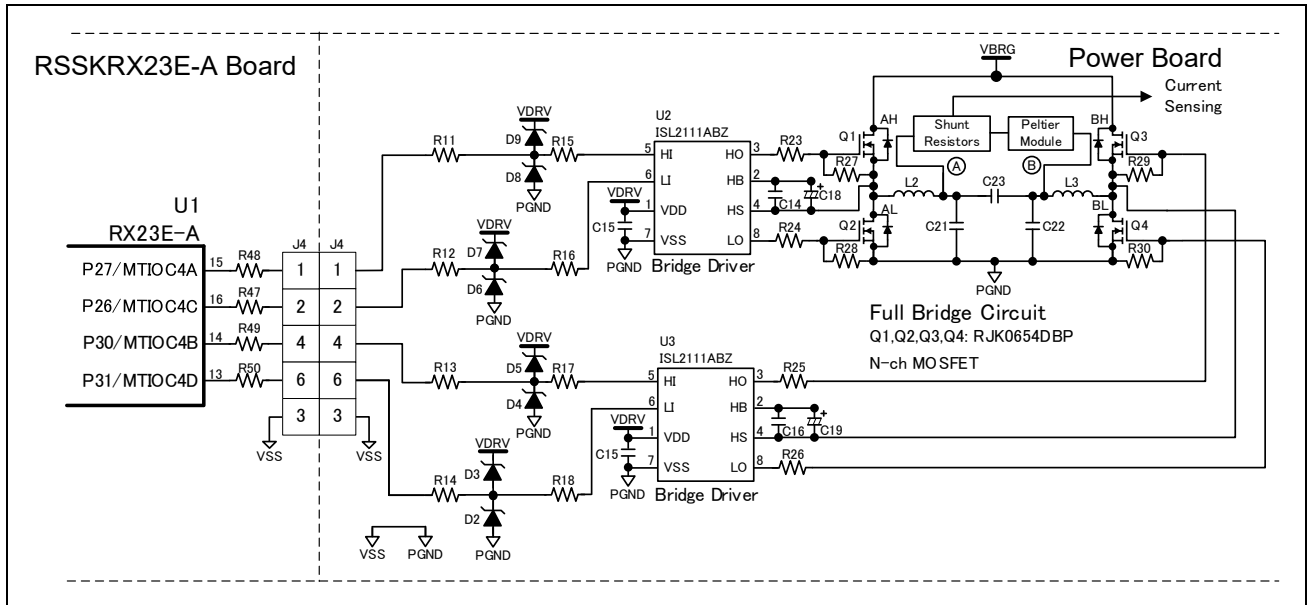 RSSKRX23E-A Board
Power Board
VBRG
Current
Sensing
U1
RX23E-A
P27/MTIOC4A
15
R48
P26/MTIOC4C
16
R47
P30/MTIOC4B
14
R49
P31/MTIOC4D
13
R50
VSS
J4
J4
1
1
2
2
4
4
6
6
3
3
VSS
R11
VDRV
D9
D8
PGND
R15
R12
VDRV
D7
D6
PGND
R16
R13
VDRV
D5
D4
PGND
R17
R14
VDRV
D3
D2
PGND
R18
VSS
PGND
U2
ISL2111ABZ
5
HI
HO
3
6
LI
HB
2
VDRV
1
VDD
HS
4
C15
7
VSS
LO
8
PGND
Bridge Driver
R23
C14
+
C18
R24
U3
ISL2111ABZ
5
HI
HO
3
6
LI
HB
2
VDRV
1
VDD
HS
4
C15
7
VSS
LO
8
PGND
Bridge Driver
R25
C16
+
C19
R26
Q1
AH
R27
Shunt
Resistors
Peltier
Module
BH
Q3
R29
A
B
L2
C23
L3
Q2
AL
R28
C21
C22
BL
Q4
R30
PGND
Full Bridge Circuit
Q1,Q2,Q3,Q4: RJK0654DBP
N-ch MOSFET